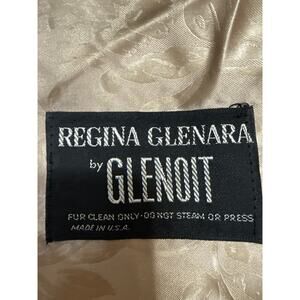 REGINA GLENARA
by
GLENOIT
FUR CLEAN ONLY·DO NOT STEAM OR PRESS
MADE IN U.S.A.